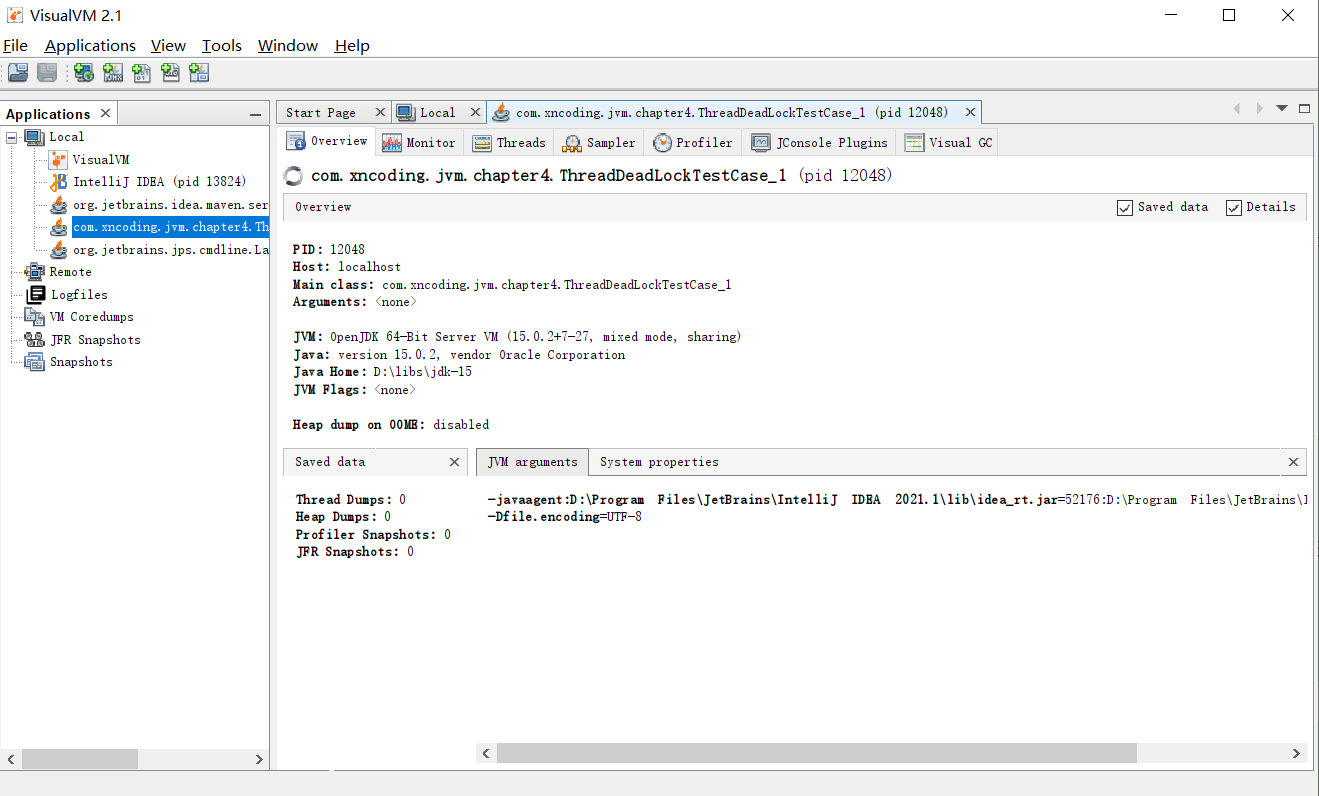 VisualVM 2.1
File Applications View Tools Window Help
Applications
Local
VisualVM
IntelliJ IDEA (pid 13824)
org.jetbrains.idea.maven.ser
com.xncoding.jvm.chapter4.Th
org.jetbrains.jps.cmdline.La
Remote
Logfiles
VM Coredumps
JFR Snapshots
Snapshots
Start Page Local com.xncoding.jvm.chapter4.ThreadDeadLockTestCase_1 (pid 12048)
Overview Monitor Threads Sampler Profiler JConsole Plugins Visual GC
com.xncoding.jvm.chapter4.ThreadDeadLockTestCase_1 (pid 12048)
Overview Saved data Details
PID: 12048
Host: localhost
Main class: com.xncoding.jvm.chapter4.ThreadDeadLockTestCase_1
Arguments: <none>
JVM: OpenJDK 64-Bit Server VM (15.0.2+7-27, mixed mode, sharing)
Java: version 15.0.2, vendor Oracle Corporation
Java Home: D:\libs\jdk-15
JVM Flags: <none>
Heap dump on OOME: disabled
Saved data
Thread Dumps: 0
Heap Dumps: 0
Profiler Snapshots: 0
JFR Snapshots: 0
JVM arguments System properties
-javaagent:D:\Program Files\JetBrains\IntelliJ IDEA 2021.1\lib\idea_rt.jar=52176:D:\Program Files\JetBrains\I
-Dfile.encoding=UTF-8